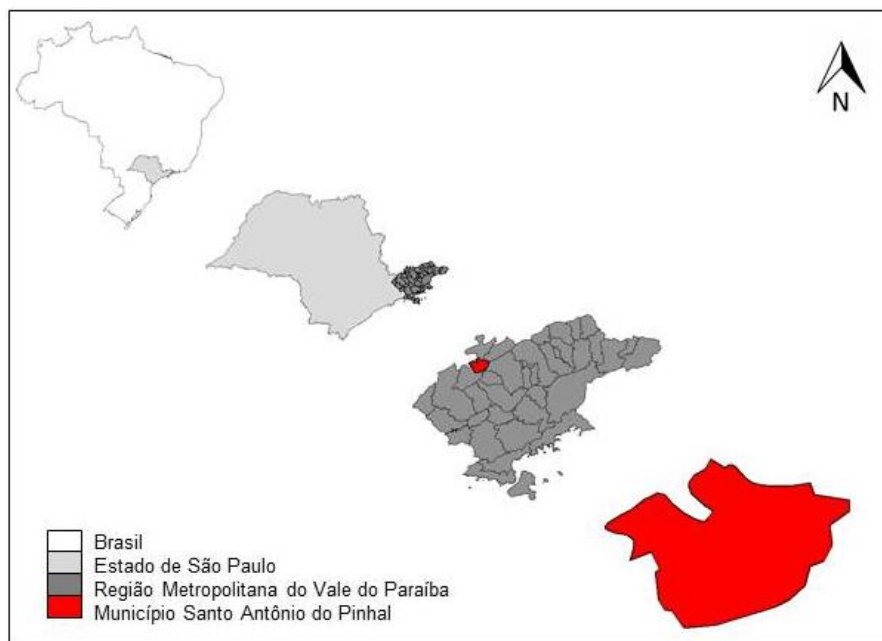 N
Brasil
Estado de São Paulo
Região Metropolitana do Vale do Paraíba
Município Santo Antônio do Pinhal